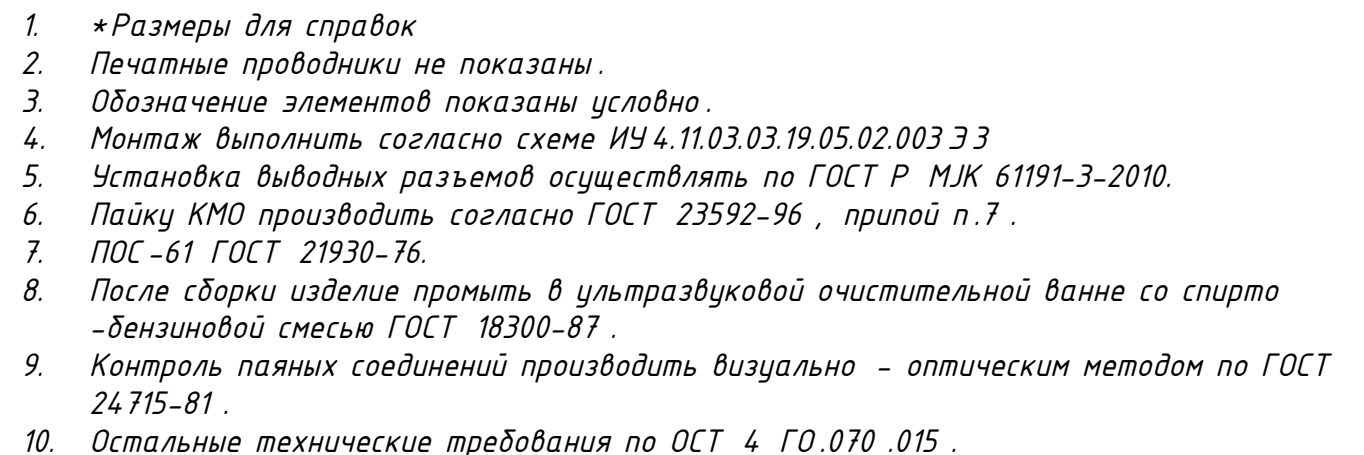 1. *Размеры для справок
2. Печатные проводники не показаны.
3. Обозначение элементов показаны условно.
4. Монтаж выполнить согласно схеме ИУ4.11.03.03.19.05.02.003 ЭЗ
5. Установка выводных разъемов осуществлять по ГОСТ Р МJК 61191-3-2010.
6. Пайку КМО производить согласно ГОСТ 23592-96 , припой п.7 .
7. ПОС-61 ГОСТ 21930-76.
8. После сборки изделие промыть в ультразвуковой очистительной ванне со спирто
-бензиновой смесью ГОСТ 18300-87 .
9. Контроль паяных соединений производить визуально - оптическим методом по ГОСТ
24715-81 .
10. Остальные технические требования по ОСТ 4 ГО.070 .015 .